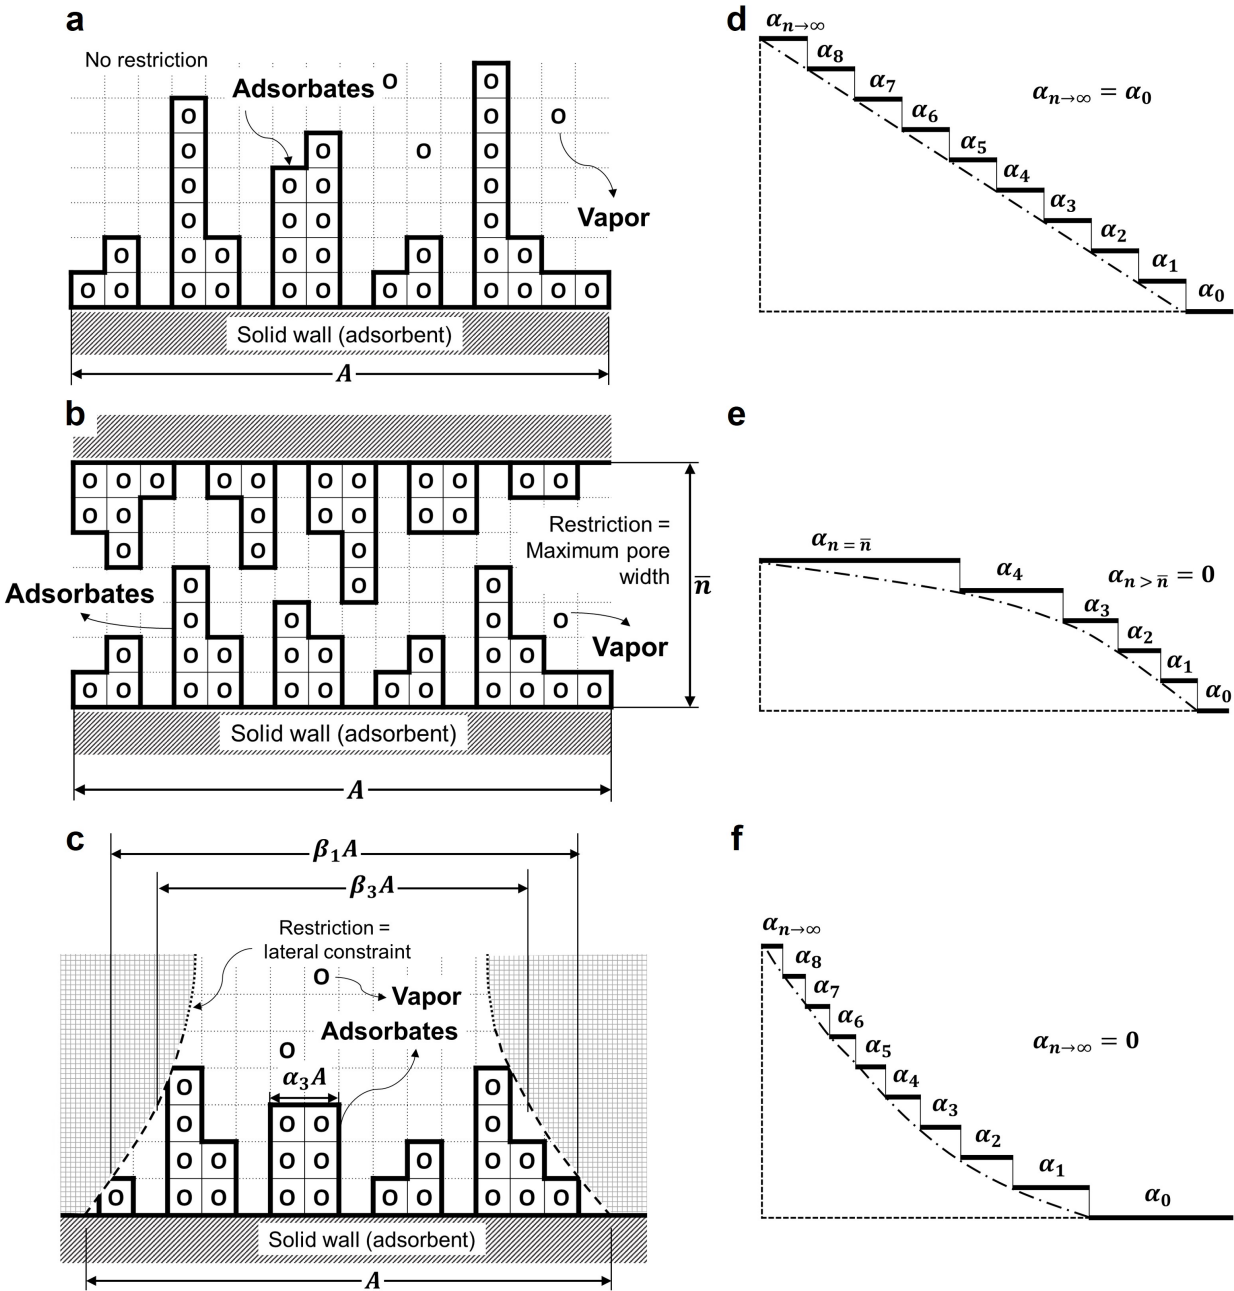 a
No restriction
Adsorbates
Vapor
Solid wall (adsorbent)
A
b
Restriction =
Maximum pore
width
n̅
Adsorbates
Vapor
Solid wall (adsorbent)
A
c
β₁A
β₃A
Restriction =
lateral constraint
Vapor
Adsorbates
α₃A
Solid wall (adsorbent)
A
d
αₙ→∞
α₈
α₇
α₆
α₅
α₄
α₃
α₂
α₁
α₀
αₙ→∞ = α₀
e
α_{n = n̅}
α₄
α₃
α₂
α₁
α₀
α_{n > n̅} = 0
f
αₙ→∞
α₈
α₇
α₆
α₅
α₄
α₃
α₂
α₁
α₀
αₙ→∞ = 0